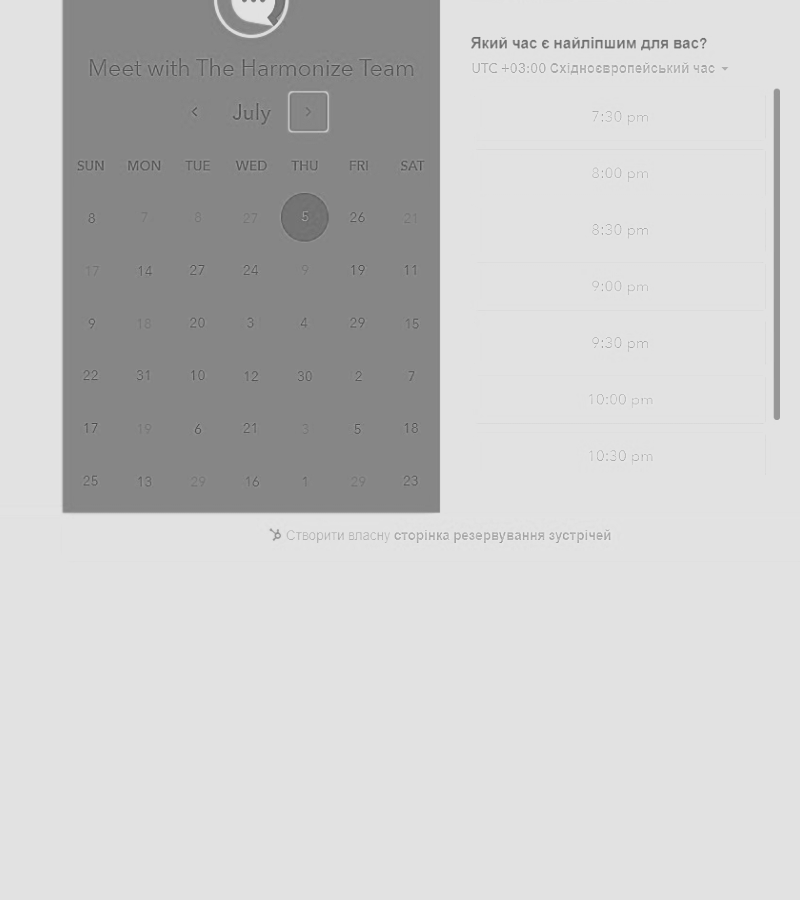 Meet with The Harmonize Team
July
SUN MON TUE WED THU FRI SAT
8 7 8 27 5 26 21
17 14 27 24 9 19 11
9 18 20 3 4 29 15
22 31 10 12 30 2 7
17 19 6 21 3 5 18
25 13 29 16 1 29 23
Який час є найліпшим для вас?
UTC +03:00 Східноєвропейський час
7:30 pm
8:00 pm
8:30 pm
9:00 pm
9:30 pm
10:00 pm
10:30 pm
Створити власну сторінка резервування зустрічей